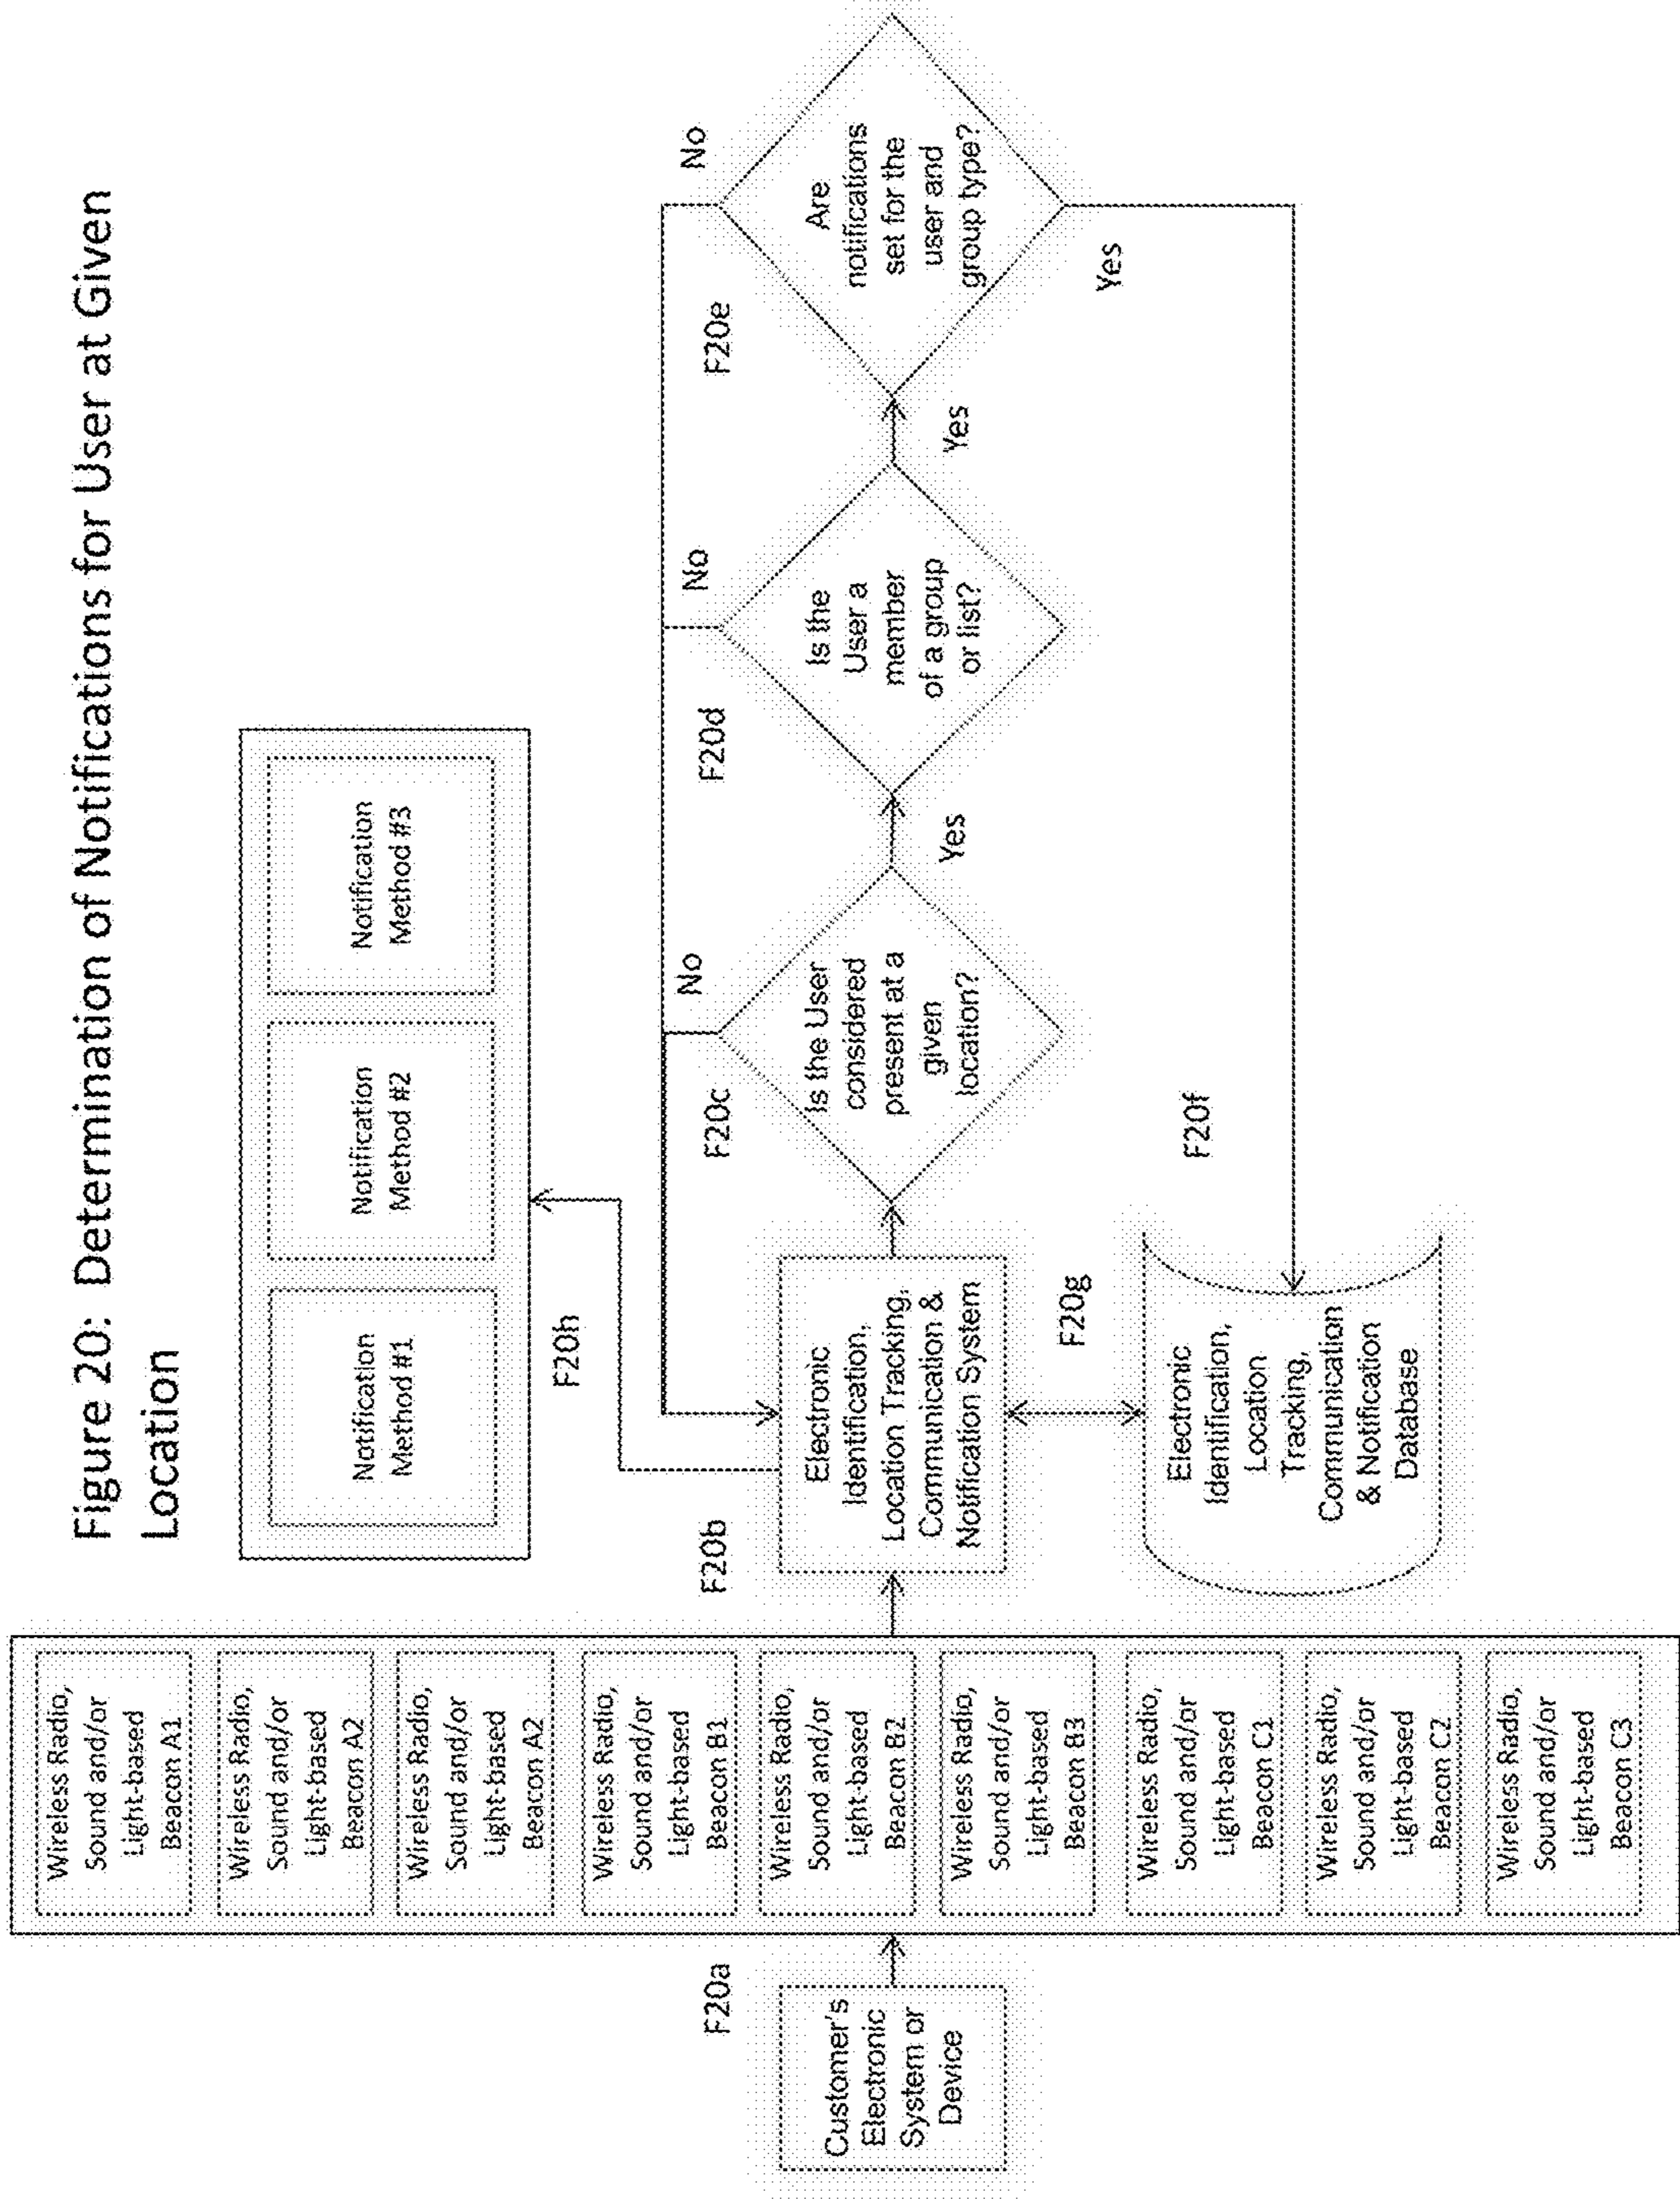 Figure 20: Determination of Notifications for User at Given
Location
Wireless Radio,
Sound and/or
Light-based
Beacon A1
Wireless Radio,
Sound and/or
Light-based
Beacon A2
Wireless Radio,
Sound and/or
Light-based
Beacon A2
Wireless Radio,
Sound and/or
Light-based
Beacon B1
Wireless Radio,
Sound and/or
Light-based
Beacon B2
Wireless Radio,
Sound and/or
Light-based
Beacon B3
Wireless Radio,
Sound and/or
Light-based
Beacon C1
Wireless Radio,
Sound and/or
Light-based
Beacon C2
Wireless Radio,
Sound and/or
Light-based
Beacon C3
F20a
Customer's
Electronic
System or
Device
Notification
Method #1
Notification
Method #2
Notification
Method #3
F20h
F20b
Electronic
Identification,
Location Tracking,
Communication &
Notification System
F20c
No
Is the User
considered
present at a
given
location?
Yes
F20d
No
Is the
User a
member
of a group
or list?
Yes
F20e
No
Are
notifications
set for the
user and
group type?
Yes
F20g
F20f
Electronic
Identification,
Location
Tracking,
Communication
& Notification
Database